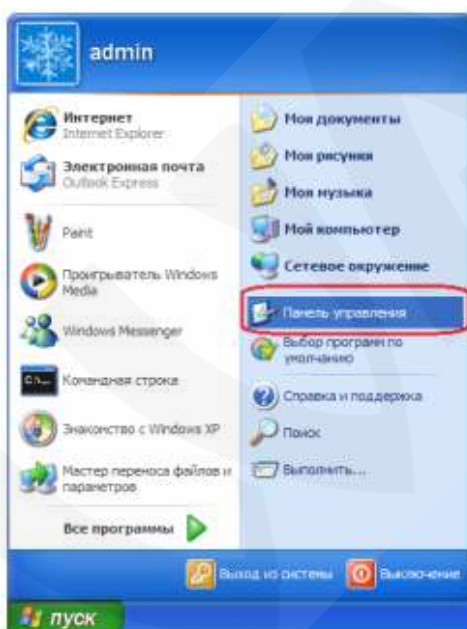 admin
Интернет
Internet Explorer
Электронная почта
Outlook Express
Paint
Проигрыватель Windows
Media
Windows Messenger
Командная строка
Знакомство с Windows XP
Мастер переноса файлов и
параметров
Все программы
Мои документы
Мои рисунки
Моя музыка
Мой компьютер
Сетевое окружение
Панель управления
Выбор программ по
умолчанию
Справка и поддержка
Поиск
Выполнить...
Выход из системы
Выключение
пуск